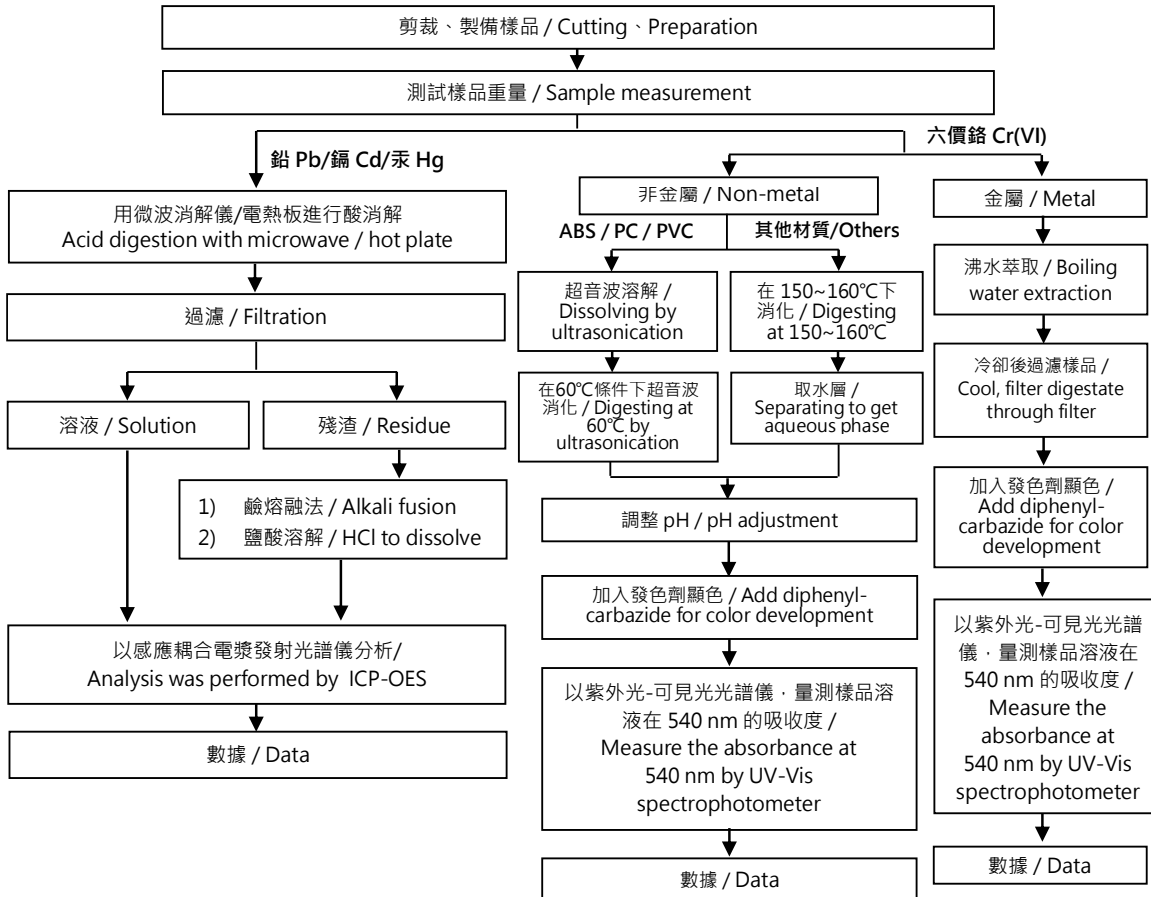 剪裁、製備樣品 / Cutting、Preparation
測試樣品重量 / Sample measurement
鉛 Pb/鎘 Cd/汞 Hg
六價鉻 Cr(VI)
用微波消解儀/電熱板進行酸消解
Acid digestion with microwave / hot plate
過濾 / Filtration
溶液 / Solution
殘渣 / Residue
1) 鹼熔融法 / Alkali fusion
2) 鹽酸溶解 / HCl to dissolve
以感應耦合電漿發射光譜儀分析/
Analysis was performed by ICP-OES
數據 / Data
非金屬 / Non-metal
ABS / PC / PVC
其他材質/Others
超音波溶解 /
Dissolving by
ultrasonication
在 150~160℃下
消化 / Digesting
at 150~160℃
在60℃條件下超音波
消化 / Digesting at
60℃ by
ultrasonication
取水層 /
Separating to get
aqueous phase
調整 pH / pH adjustment
加入發色劑顯色 / Add diphenyl-
carbazide for color development
以紫外光-可見光光譜儀，量測樣品溶
液在 540 nm 的吸收度 /
Measure the absorbance at
540 nm by UV-Vis
spectrophotometer
數據 / Data
金屬 / Metal
沸水萃取 / Boiling
water extraction
冷卻後過濾樣品 /
Cool, filter digestate
through filter
加入發色劑顯色 /
Add diphenyl-
carbazide for color
development
以紫外光-可見光光譜
儀，量測樣品溶液在
540 nm 的吸收度 /
Measure the
absorbance at
540 nm by UV-Vis
spectrophotometer
數據 / Data